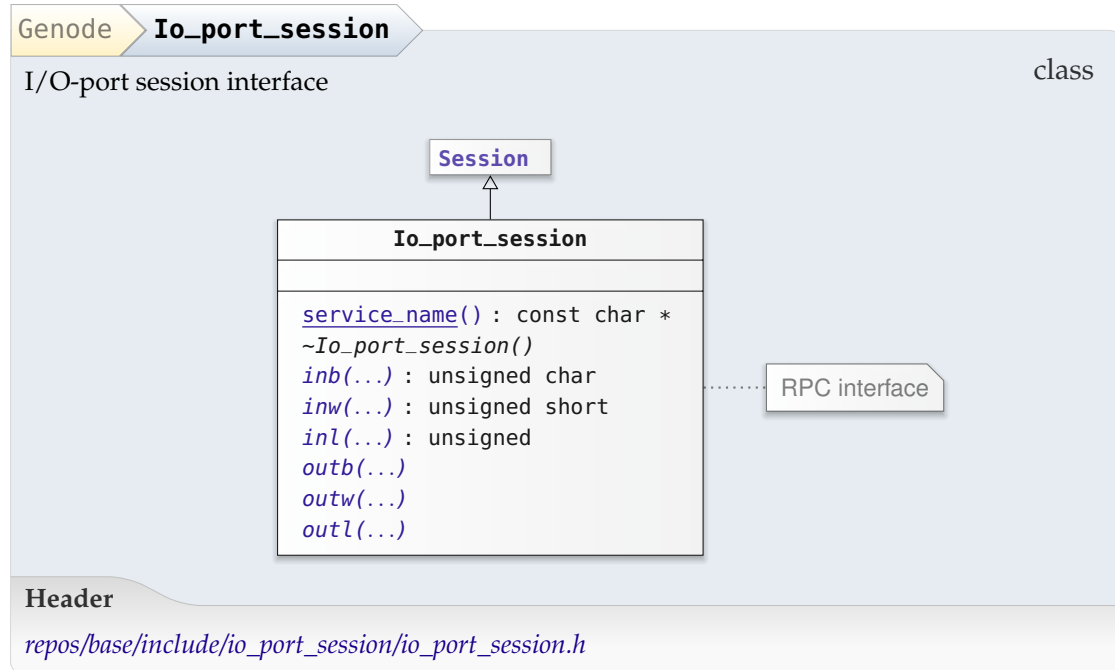 Genode Io_port_session
class
I/O-port session interface
Session
Io_port_session
service_name() : const char *
~Io_port_session()
inb(...) : unsigned char
inw(...) : unsigned short
inl(...) : unsigned
outb(...)
outw(...)
outl(...)
RPC interface
Header
repos/base/include/io_port_session/io_port_session.h